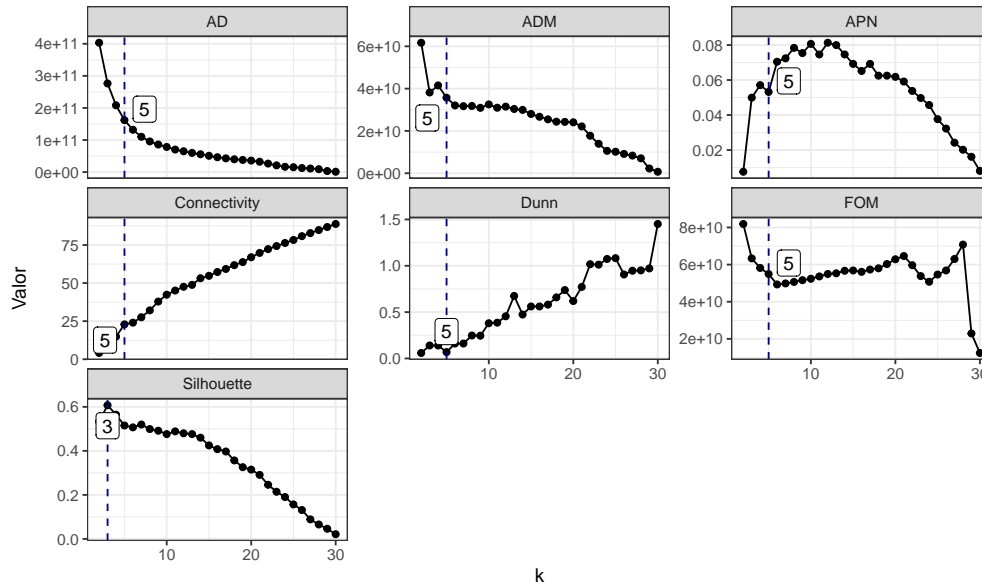 AD
ADM
APN
4e+11
3e+11
2e+11
1e+11
0e+00
5
6e+10
4e+10
2e+10
0e+00
5
0.08
0.06
0.04
0.02
5
Connectivity
Dunn
FOM
75
50
25
0
5
1.5
1.0
0.5
0.0
5
10
20
30
8e+10
6e+10
4e+10
2e+10
5
10
20
30
Silhouette
0.6
0.4
0.2
0.0
3
10
20
30
Valor
k